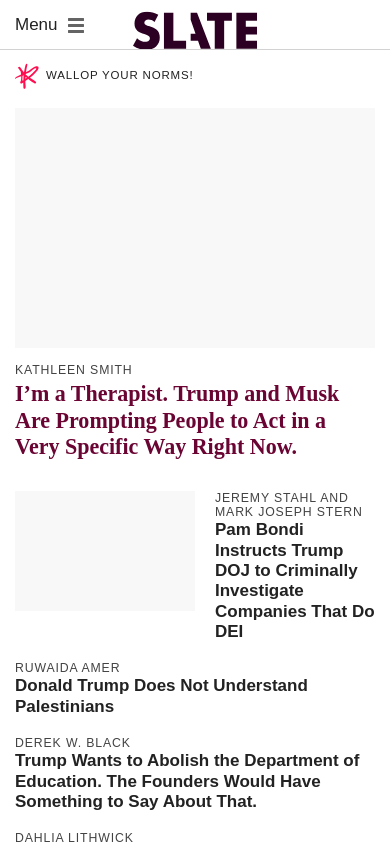 Menu
SLATE
WALLOP YOUR NORMS!
KATHLEEN SMITH
I’m a Therapist. Trump and Musk
Are Prompting People to Act in a
Very Specific Way Right Now.
JEREMY STAHL AND
MARK JOSEPH STERN
Pam Bondi
Instructs Trump
DOJ to Criminally
Investigate
Companies That Do
DEI
RUWAIDA AMER
Donald Trump Does Not Understand
Palestinians
DEREK W. BLACK
Trump Wants to Abolish the Department of
Education. The Founders Would Have
Something to Say About That.
DAHLIA LITHWICK